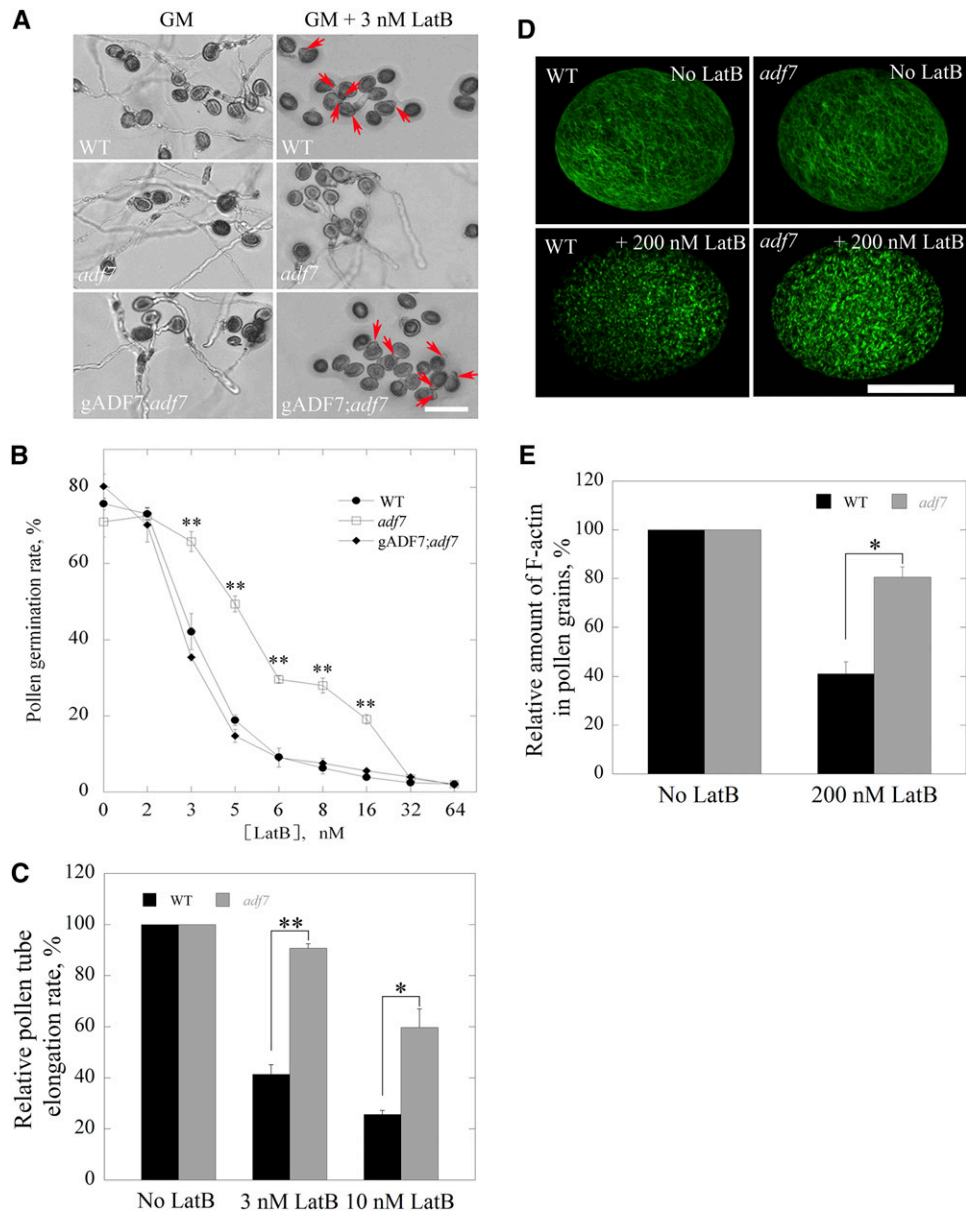 A
GM
GM + 3 nM LatB
WT
WT
adf7
adf7
gADF7;adf7
gADF7;adf7
B
Pollen germination rate, %
80
60
40
20
0
WT
adf7
gADF7;adf7
**
**
**
**
**
0 2 3 5 6 8 16 32 64
[LatB], nM
C
Relative pollen tube
elongation rate, %
120
100
80
60
40
20
0
WT
adf7
**
*
No LatB 3 nM LatB 10 nM LatB
D
WT
No LatB
adf7
No LatB
WT
+ 200 nM LatB
adf7
+ 200 nM LatB
E
Relative amount of F-actin
in pollen grains, %
120
100
80
60
40
20
0
WT
adf7
*
No LatB 200 nM LatB